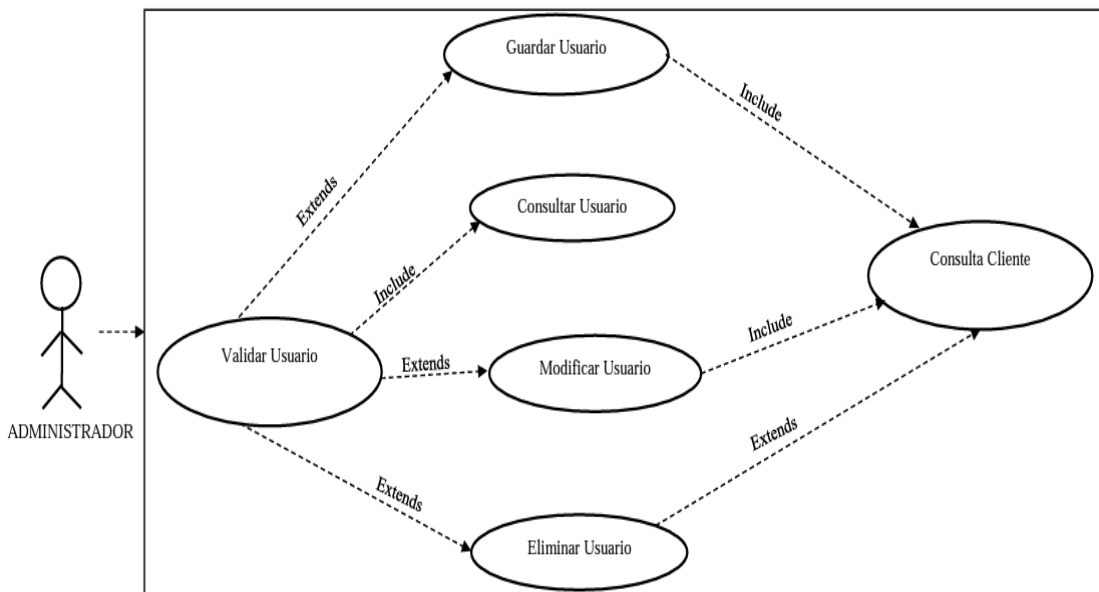 Guardar Usuario
Include
Extends
Consultar Usuario
Include
Consulta Cliente
Validar Usuario
Extends
Modificar Usuario
Include
ADMINISTRADOR
Extends
Extends
Eliminar Usuario